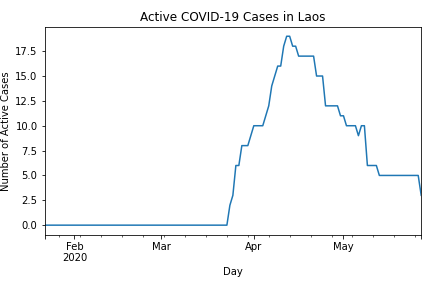 Active COVID-19 Cases in Laos
Number of Active Cases
17.5
15.0
12.5
10.0
7.5
5.0
2.5
0.0
Feb Mar Apr May
2020
Day